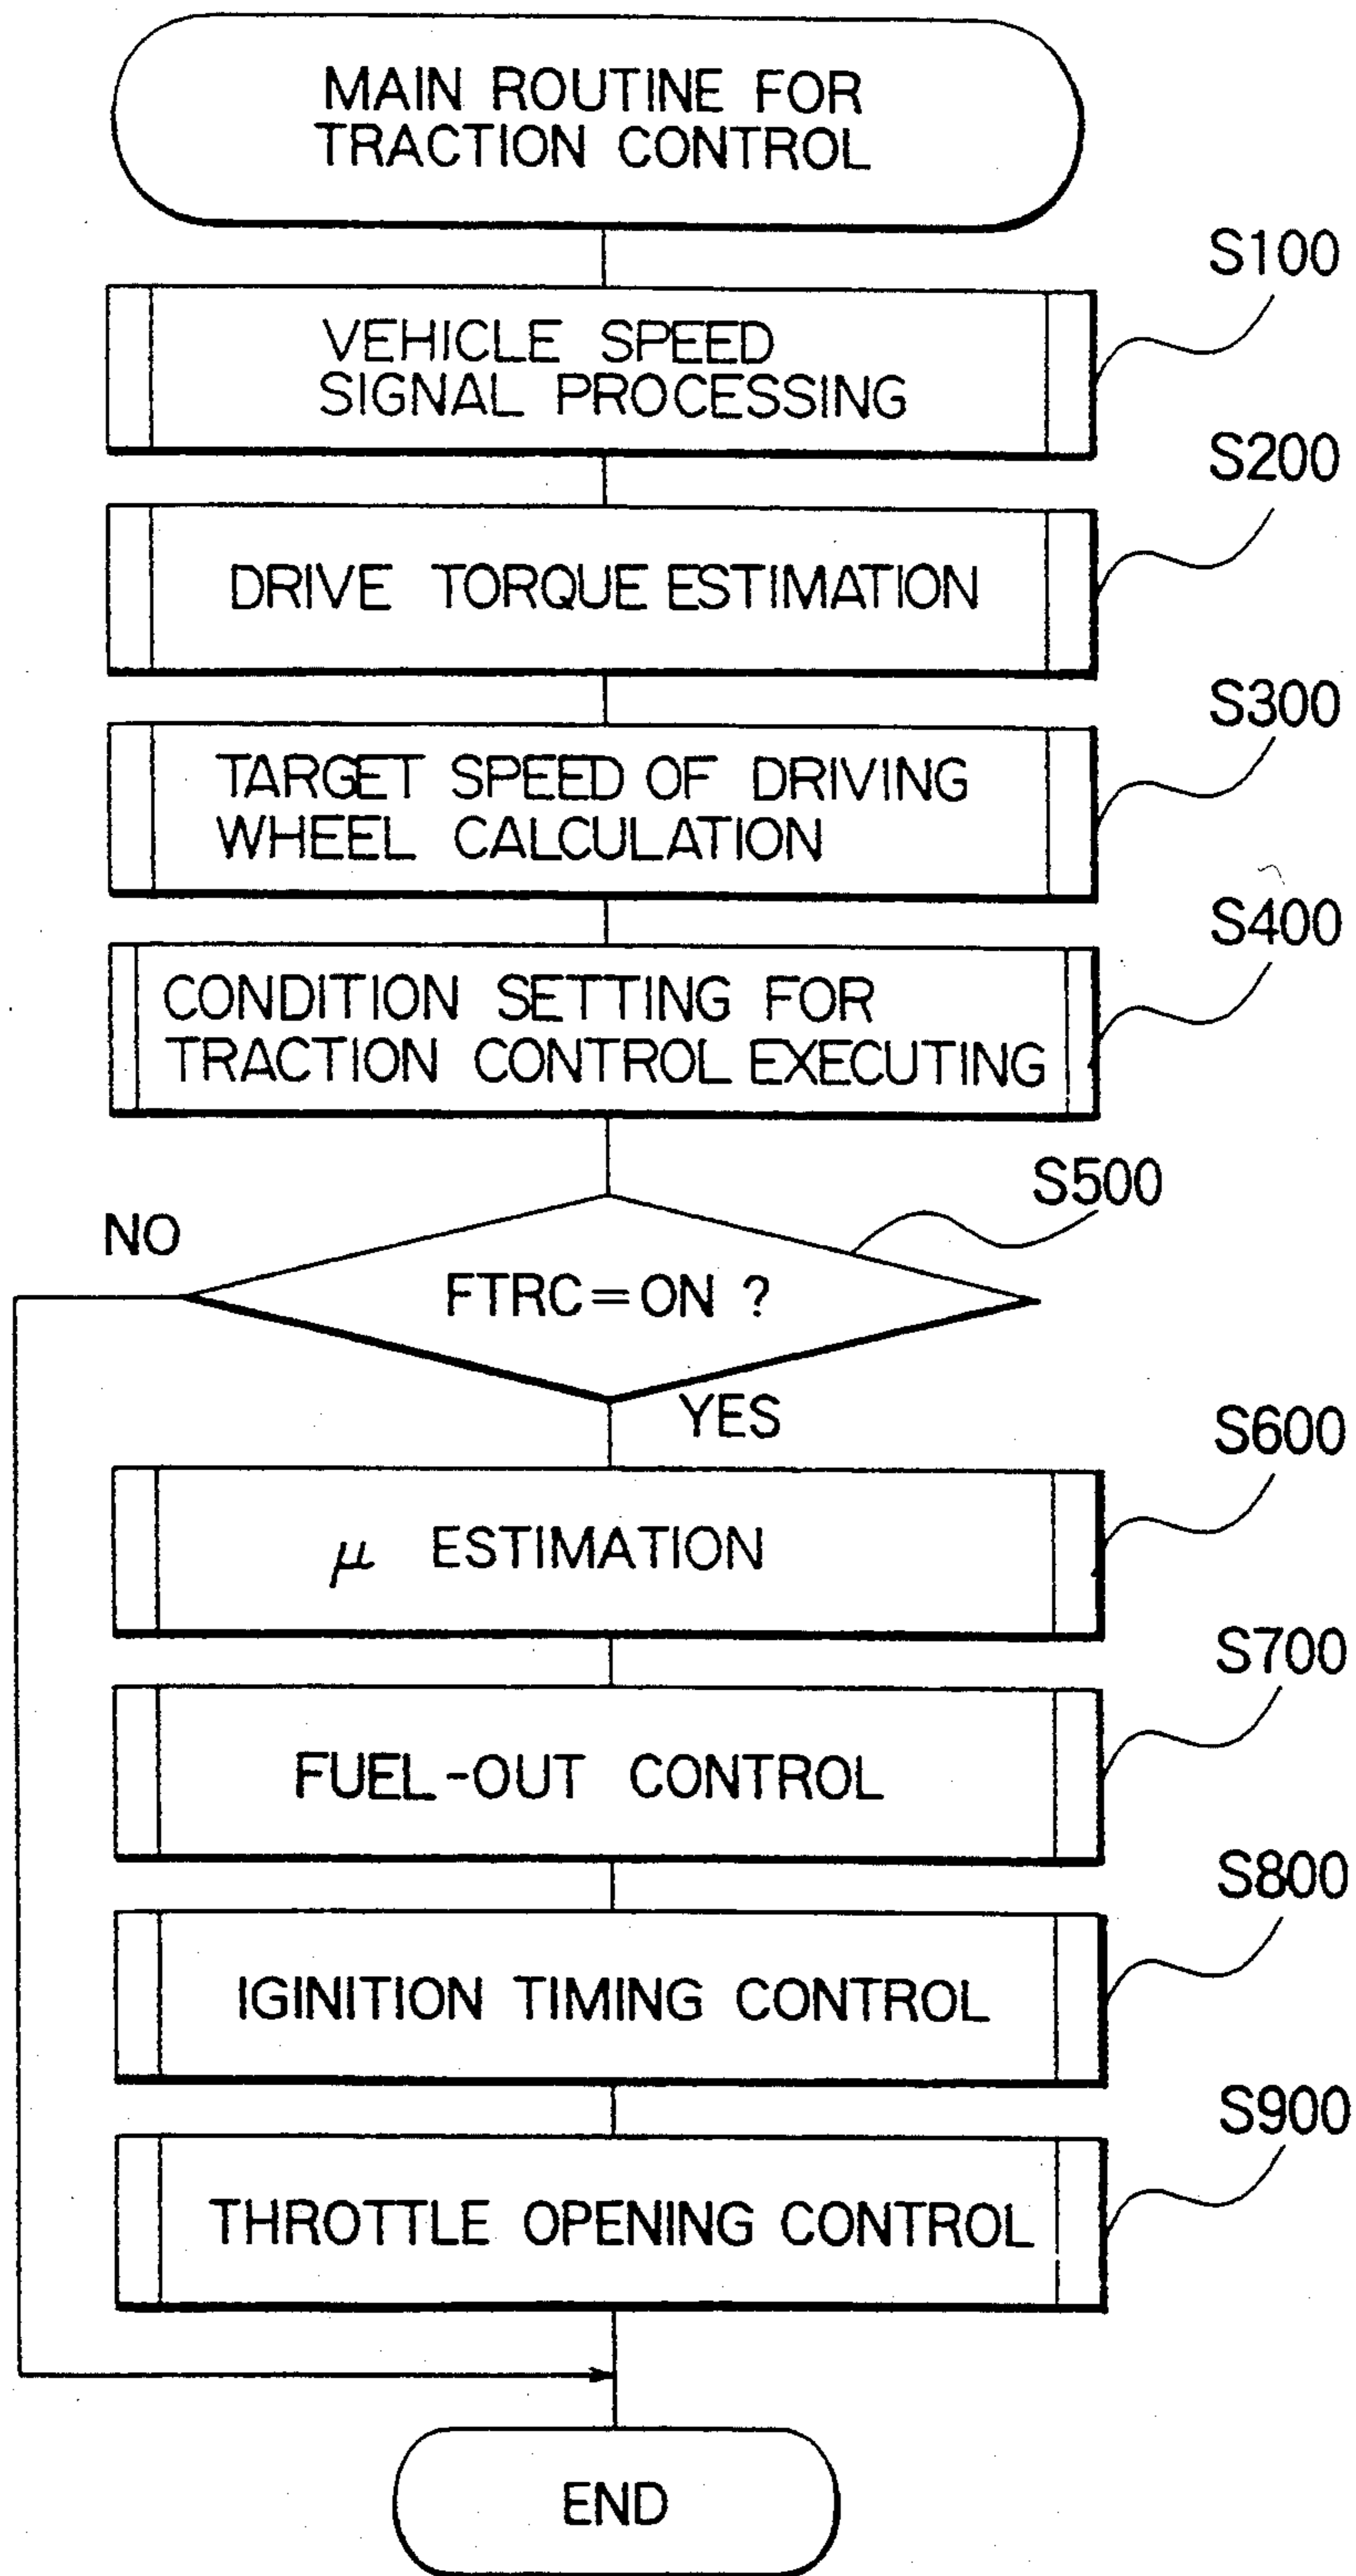 MAIN ROUTINE FOR
TRACTION CONTROL
S100
VEHICLE SPEED
SIGNAL PROCESSING
S200
DRIVE TORQUE ESTIMATION
S300
TARGET SPEED OF DRIVING
WHEEL CALCULATION
S400
CONDITION SETTING FOR
TRACTION CONTROL EXECUTING
S500
NO
FTRC=ON ?
YES
S600
μ ESTIMATION
S700
FUEL-OUT CONTROL
S800
IGINITION TIMING CONTROL
S900
THROTTLE OPENING CONTROL
END